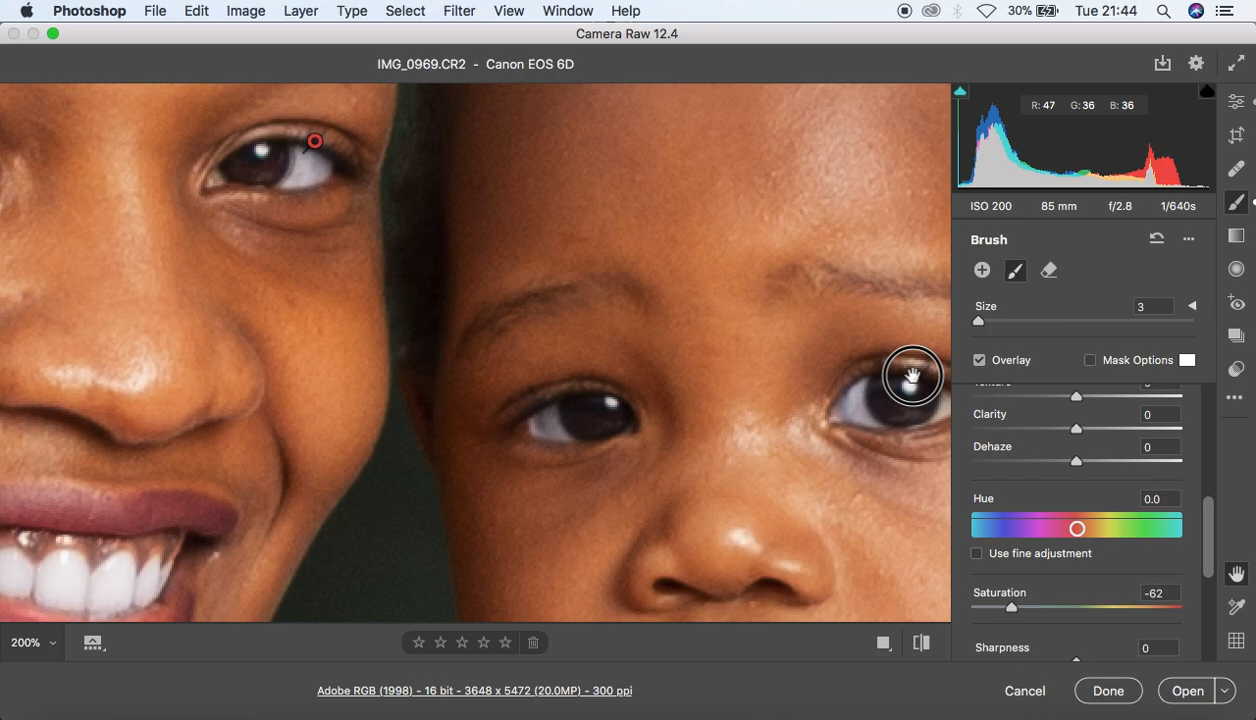 Photoshop File Edit Image Layer Type Select Filter View Window Help 30% Tue 21:44
Camera Raw 12.4
IMG_0969.CR2 - Canon EOS 6D
R: 47 G: 36 B: 36
ISO 200 85 mm f/2.8 1/640s
Brush
Size 3
Overlay Mask Options
Clarity 0
Dehaze 0
Hue 0.0
Use fine adjustment
Saturation -62
Sharpness 0
200%
Adobe RGB (1998) - 16 bit - 3648 x 5472 (20.0MP) - 300 ppi
Cancel Done Open